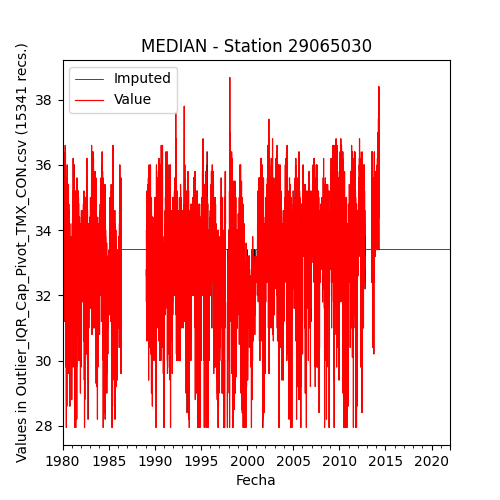 MEDIAN - Station 29065030
Imputed
Value
Values in Outlier_IQR_Cap_Pivot_TMX_CON.csv (15341 recs.)
38
36
34
32
30
28
1980 1985 1990 1995 2000 2005 2010 2015 2020
Fecha